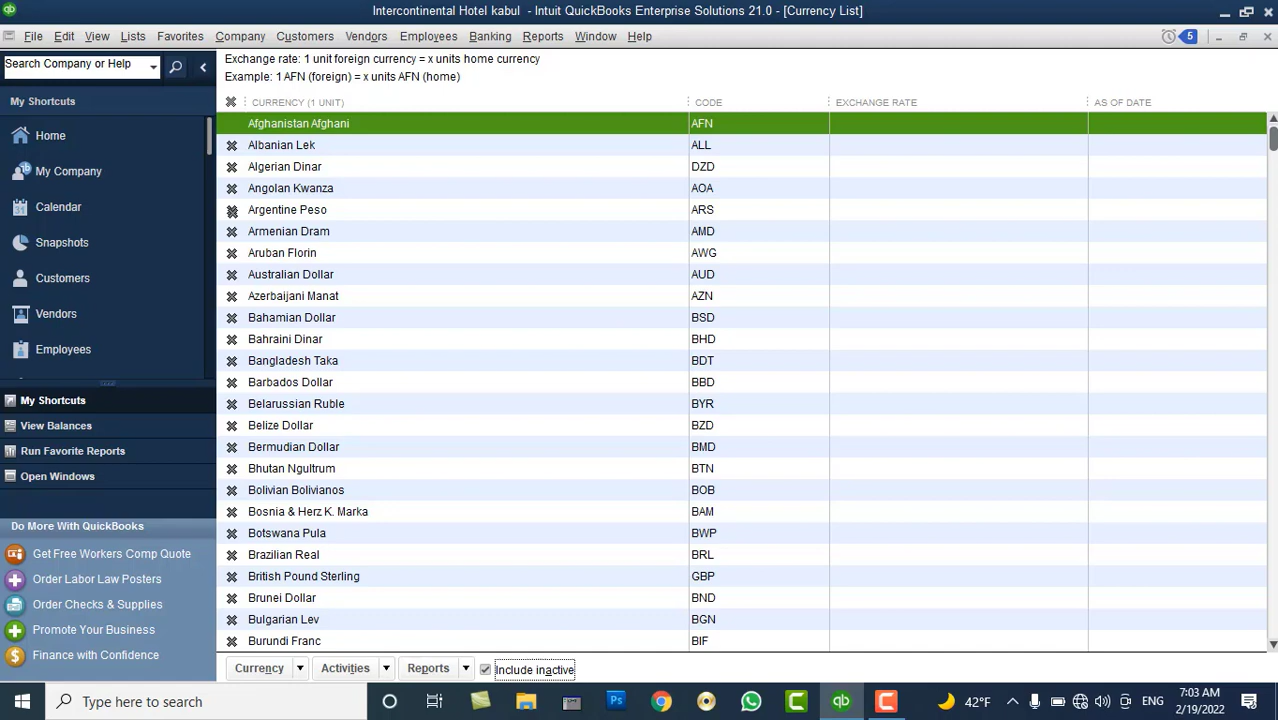 Intercontinental Hotel kabul - Intuit QuickBooks Enterprise Solutions 21.0 - [Currency List]
File Edit View Lists Favorites Company Customers Vendors Employees Banking Reports Window Help 5
Search Company or Help
My Shortcuts
Home
My Company
Calendar
Snapshots
Customers
Vendors
Employees
My Shortcuts
View Balances
Run Favorite Reports
Open Windows
Do More With QuickBooks
Get Free Workers Comp Quote
Order Labor Law Posters
Order Checks & Supplies
Promote Your Business
Finance with Confidence
Exchange rate: 1 unit foreign currency = x units home currency
Example: 1 AFN (foreign) = x units AFN (home)
CURRENCY (1 UNIT) CODE EXCHANGE RATE AS OF DATE
Afghanistan Afghani AFN
Albanian Lek ALL
Algerian Dinar DZD
Angolan Kwanza AOA
Argentine Peso ARS
Armenian Dram AMD
Aruban Florin AWG
Australian Dollar AUD
Azerbaijani Manat AZN
Bahamian Dollar BSD
Bahraini Dinar BHD
Bangladesh Taka BDT
Barbados Dollar BBD
Belarussian Ruble BYR
Belize Dollar BZD
Bermudian Dollar BMD
Bhutan Ngultrum BTN
Bolivian Bolivianos BOB
Bosnia & Herz K. Marka BAM
Botswana Pula BWP
Brazilian Real BRL
British Pound Sterling GBP
Brunei Dollar BND
Bulgarian Lev BGN
Burundi Franc BIF
Currency Activities Reports Include inactive
Type here to search
Ps
qb
42°F
ENG
7:03 AM
2/19/2022